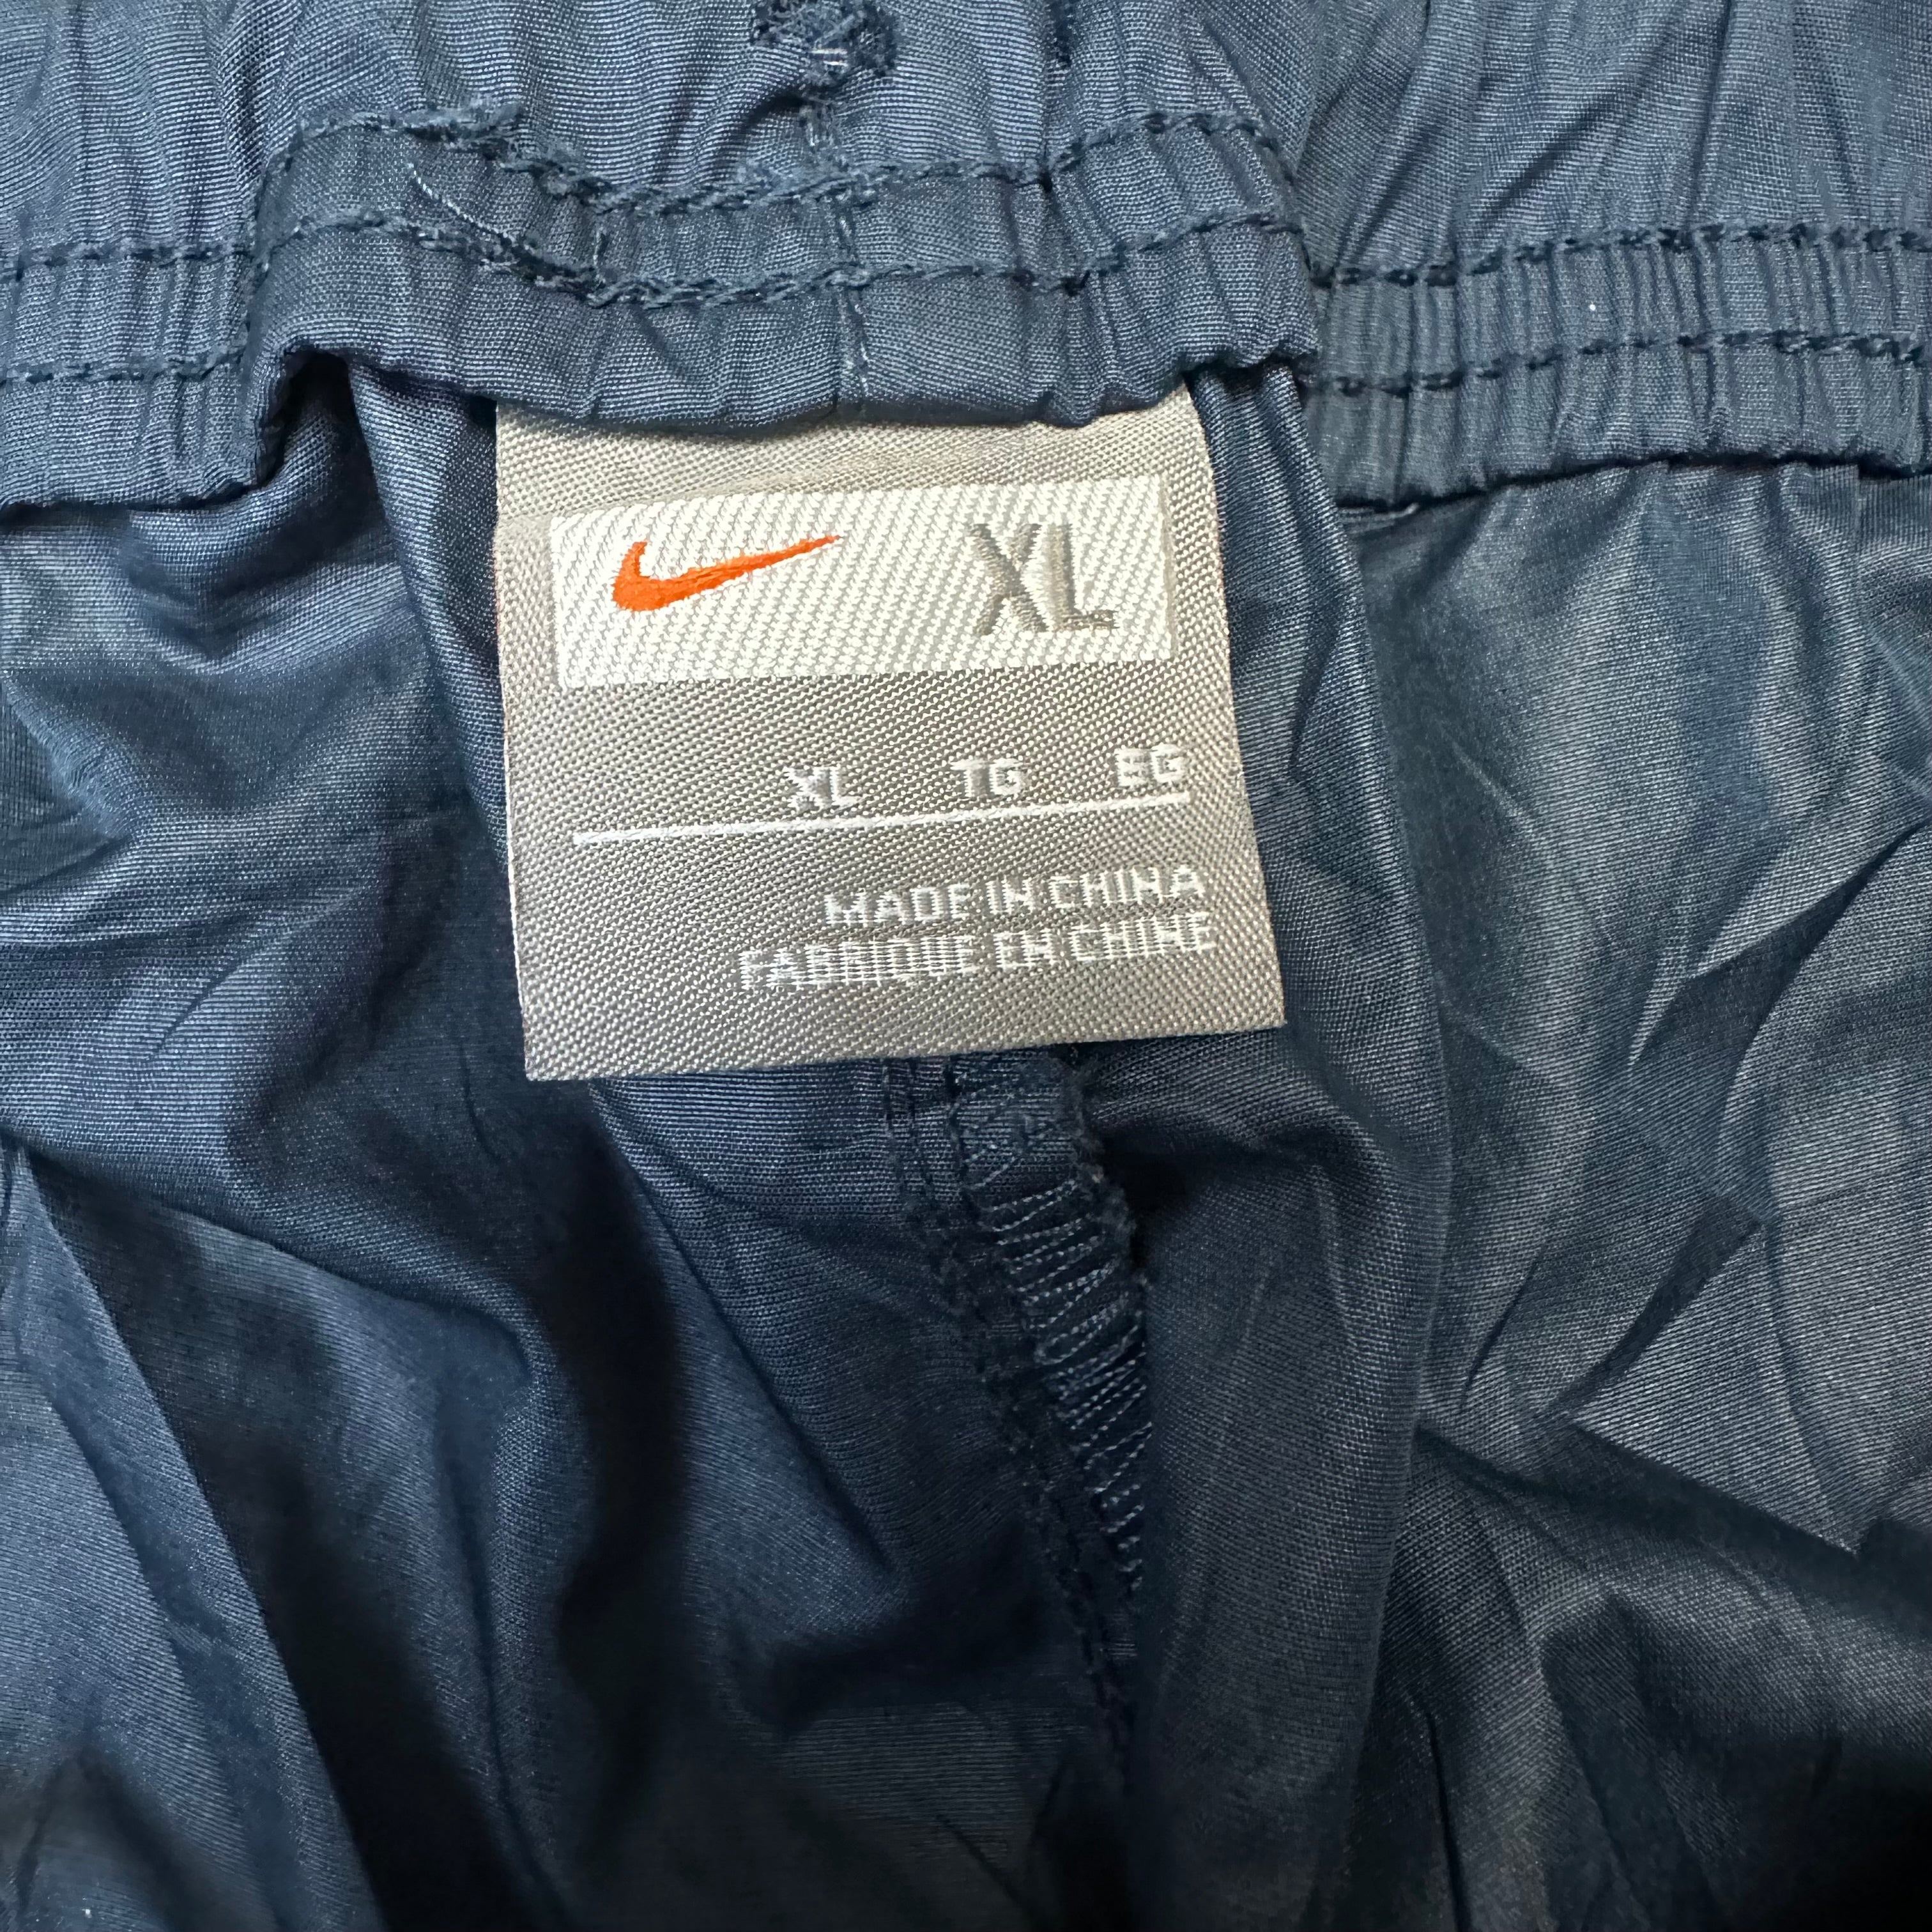 XL
XL TG EG
MADE IN CHINA
FABRIQUE EN CHINE